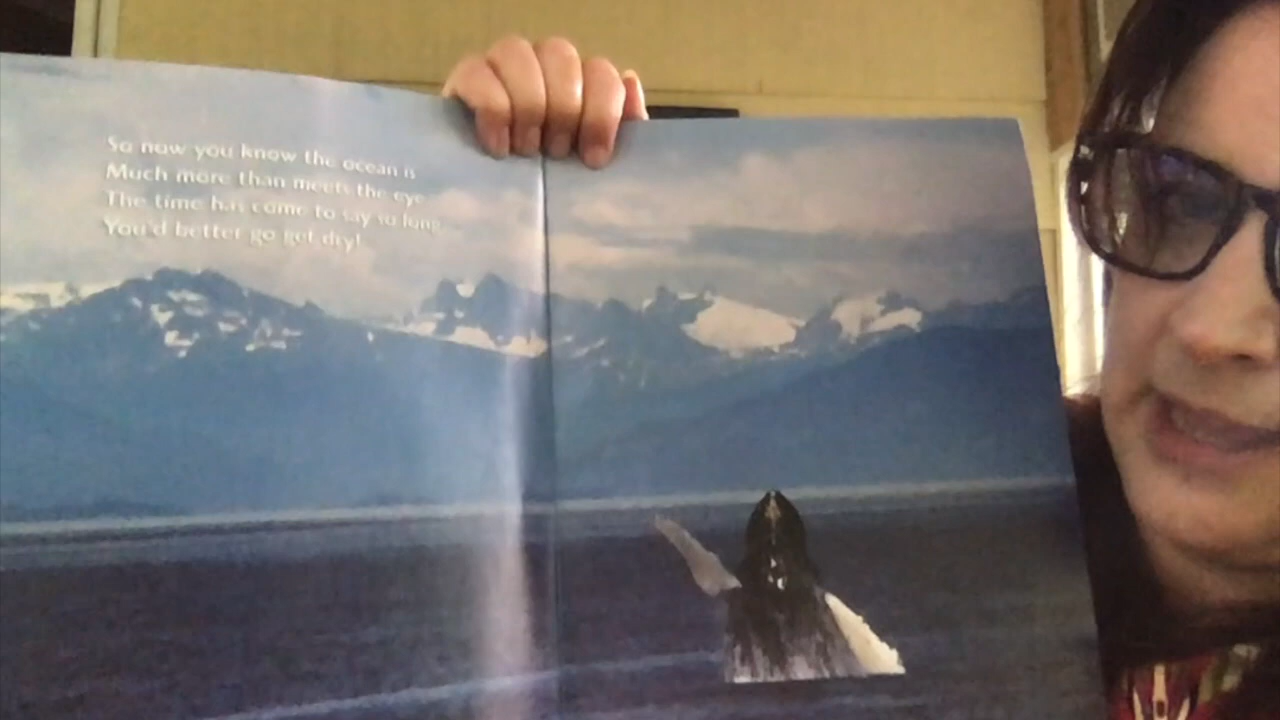 So now you know the ocean is
Much more than meets the eye
The time has come to say so long
You'd better go get dry!